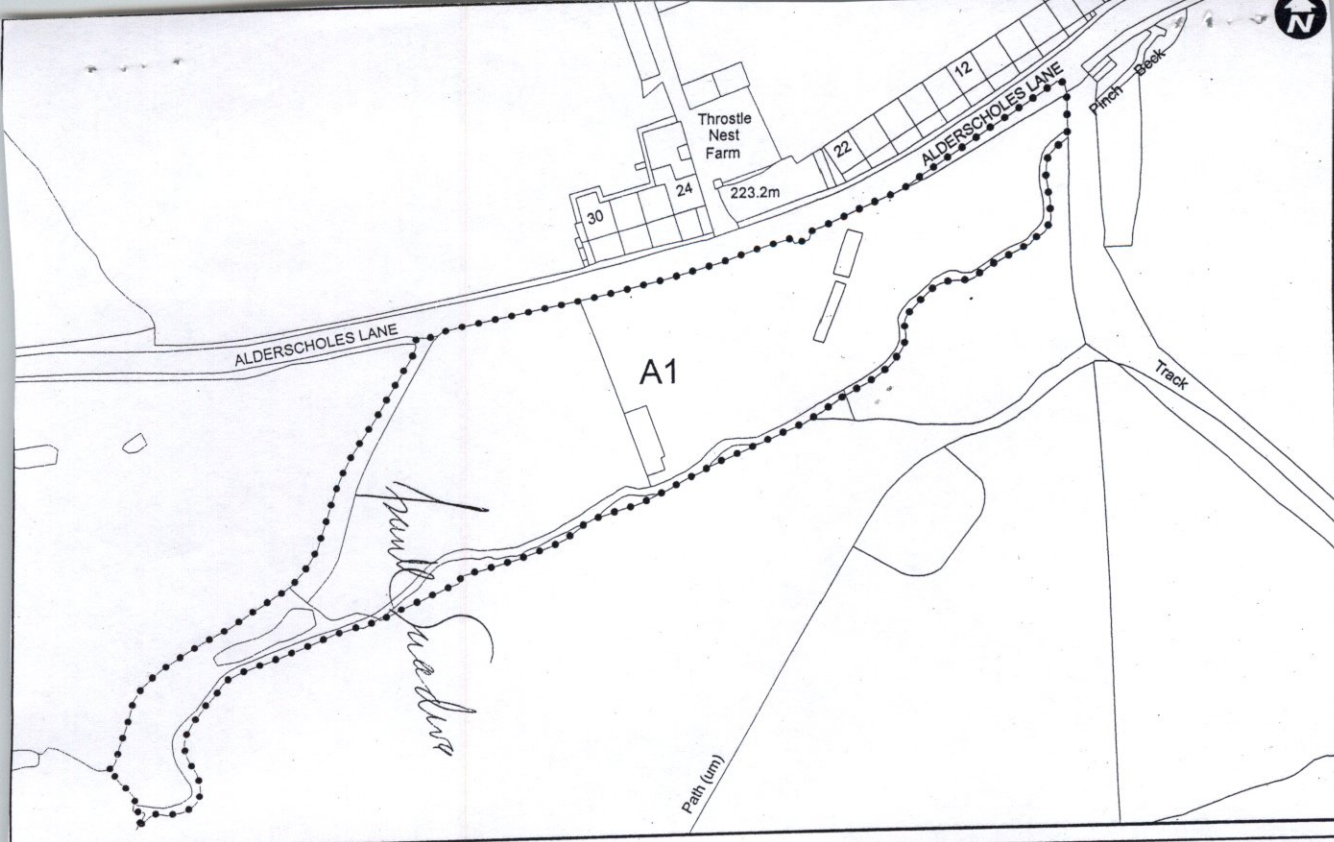 N
12
ALDERSCHOLES LANE
Pinch Beck
Throstle
Nest
Farm
22
24
223.2m
30
ALDERSCHOLES LANE
A1
Track
Path (um)